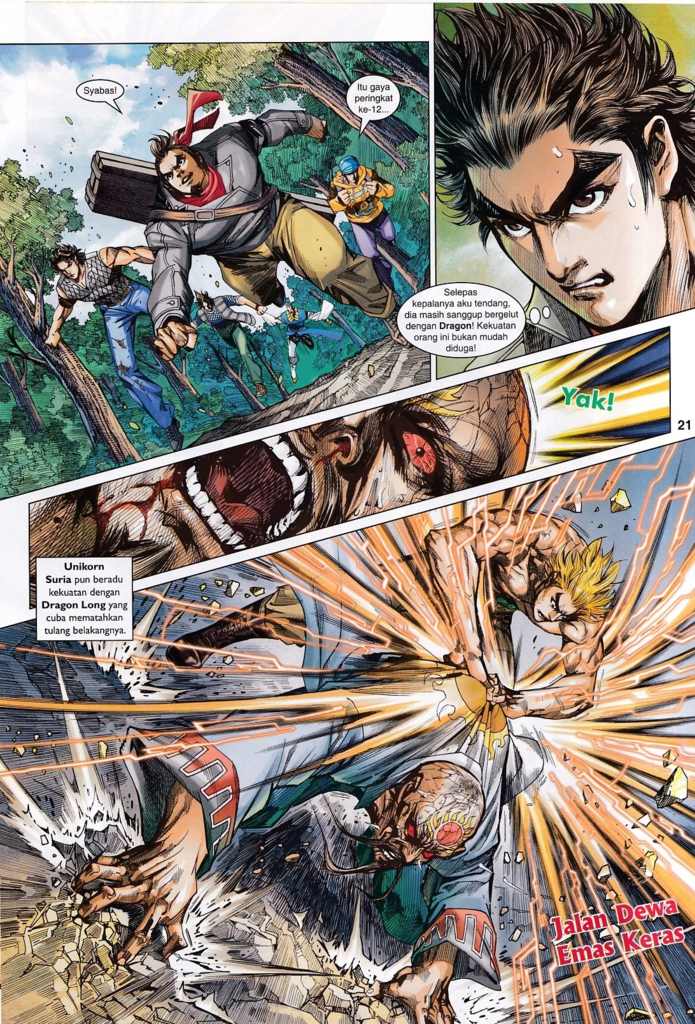 Syabas!
Itu gaya
peringkat
ke-12...
Selepas
kepalanya aku tendang,
dia masih sanggup bergelut
dengan Dragon! Kekuatan
orang ini bukan mudah
diduga!
Yak!
21
Unikorn
Suria pun beradu
kekuatan dengan
Dragon Long yang
cuba mematahkan
tulang belakangnya.
Jalan Dewa
Emas Keras